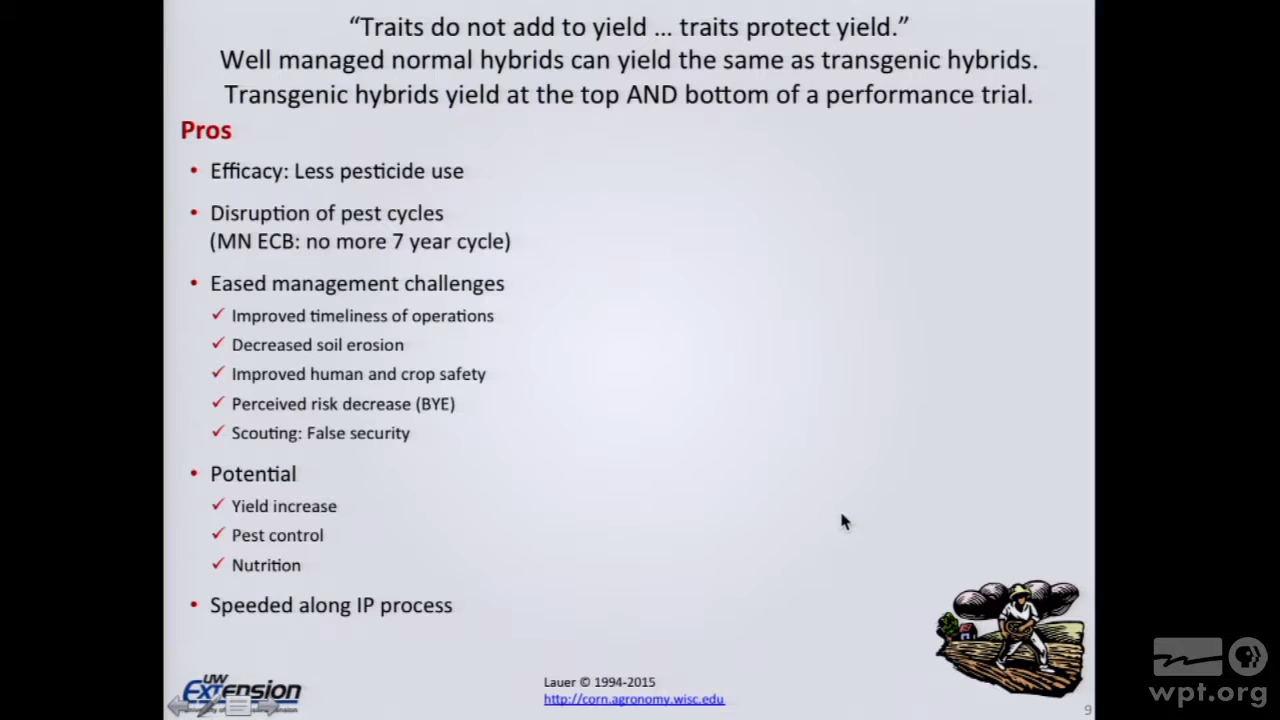 “Traits do not add to yield … traits protect yield.”
Well managed normal hybrids can yield the same as transgenic hybrids.
Transgenic hybrids yield at the top AND bottom of a performance trial.
Pros
• Efficacy: Less pesticide use
• Disruption of pest cycles
(MN ECB: no more 7 year cycle)
• Eased management challenges
✓ Improved timeliness of operations
✓ Decreased soil erosion
✓ Improved human and crop safety
✓ Perceived risk decrease (BYE)
✓ Scouting: False security
• Potential
✓ Yield increase
✓ Pest control
✓ Nutrition
• Speeded along IP process
UW
Extension
Lauer © 1994-2015
http://corn.agronomy.wisc.edu
9
wpt.org